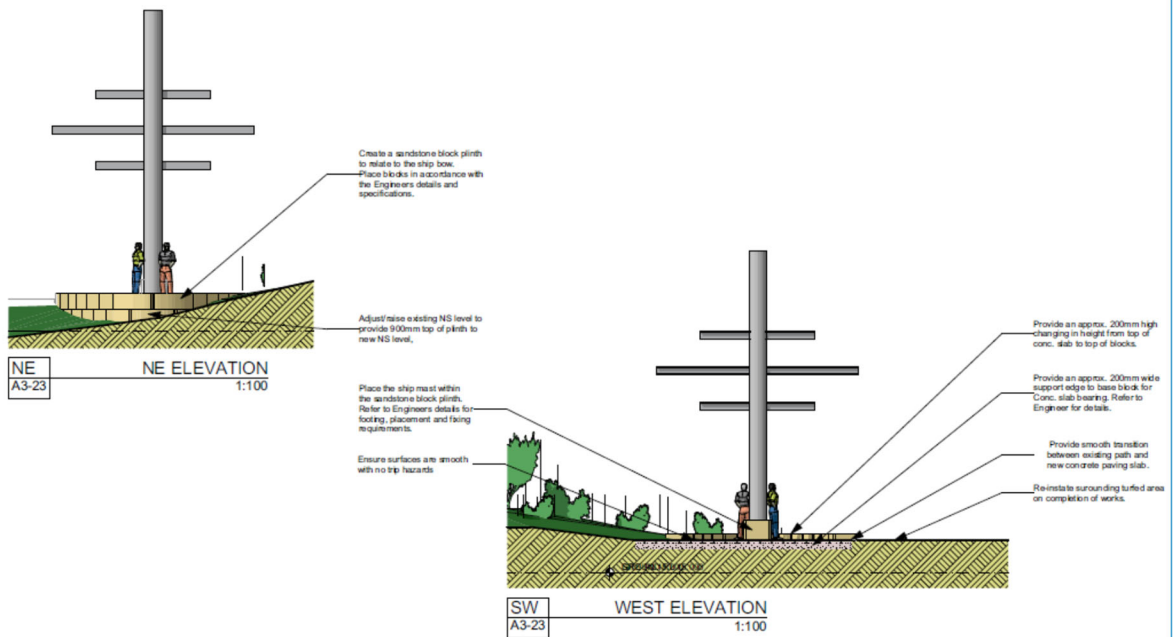 Create a sandstone block plinth
to relate to the ship bow.
Place blocks in accordance with
the Engineers details and
specifications.
Adjust/raise existing NS level to
provide 900mm top of plinth to
new NS level,
NE
A3-23
NE ELEVATION
1:100
Place the ship mast within
the sandstone block plinth.
Refer to Engineers details for
footing, placement and fixing
requirements.
Ensure surfaces are smooth
with no trip hazards
Provide an approx. 200mm high
changing in height from top of
conc. slab to top of blocks.
Provide an approx. 200mm wide
support edge to base block for
Conc. slab bearing. Refer to
Engineer for details.
Provide smooth transition
between existing path and
new concrete paving slab.
Re-instate surounding turfed area
on completion of works.
SW
A3-23
WEST ELEVATION
1:100